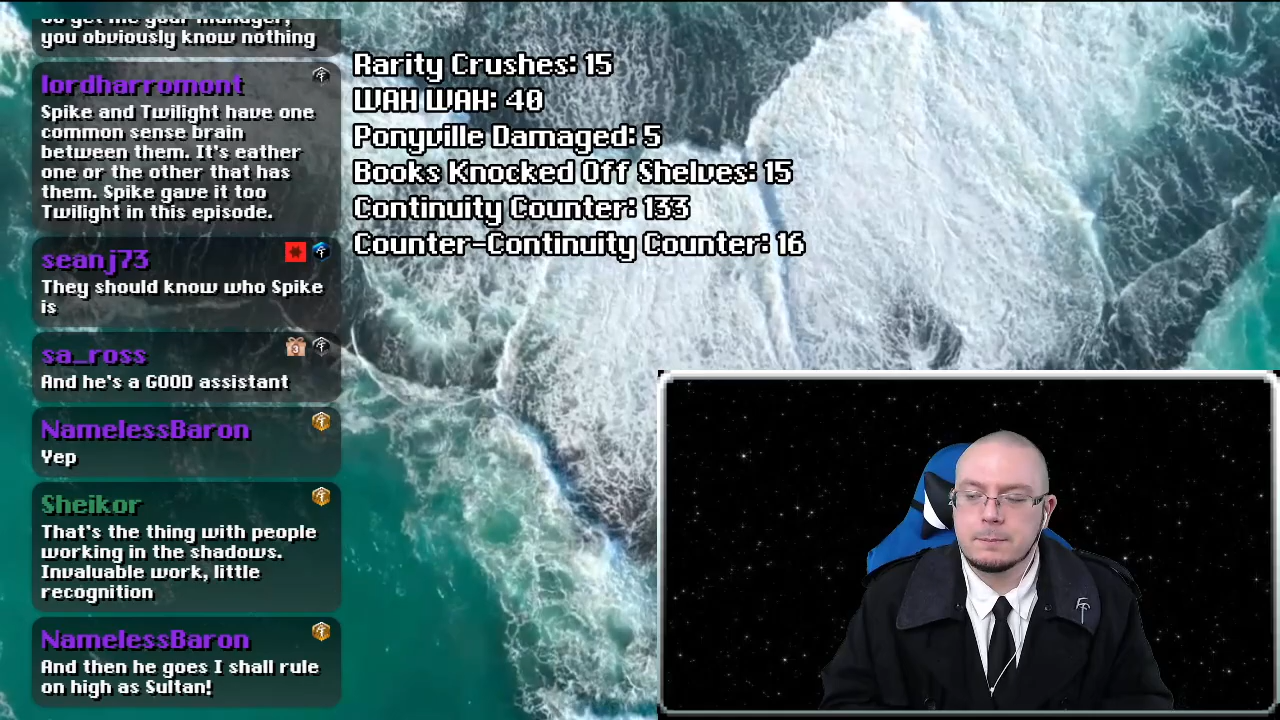 you obviously know nothing
lordharromont
Spike and Twilight have one
common sense brain
between them. It's eather
one or the other that has
them. Spike gave it too
Twilight in this episode.
seanj73
They should know who Spike
is
sa_ross
3
And he's a GOOD assistant
NamelessBaron
Yep
Sheikor
That's the thing with people
working in the shadows.
Invaluable work, little
recognition
NamelessBaron
And then he goes I shall rule
on high as Sultan!
Rarity Crushes: 15
WAH WAH: 40
Ponyville Damaged: 5
Books Knocked Off Shelves: 15
Continuity Counter: 133
Counter-Continuity Counter: 16